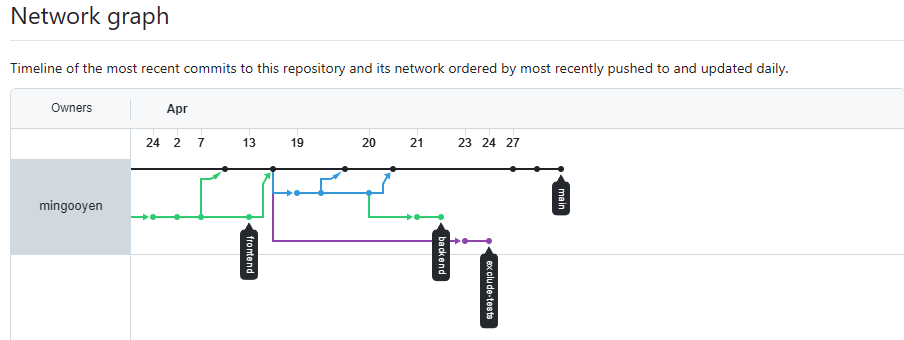 Network graph
Timeline of the most recent commits to this repository and its network ordered by most recently pushed to and updated daily.
Owners Apr
24 2 7 13 19 20 21 23 24 27
mingooyen
main
frontend
backend
exclude-tests